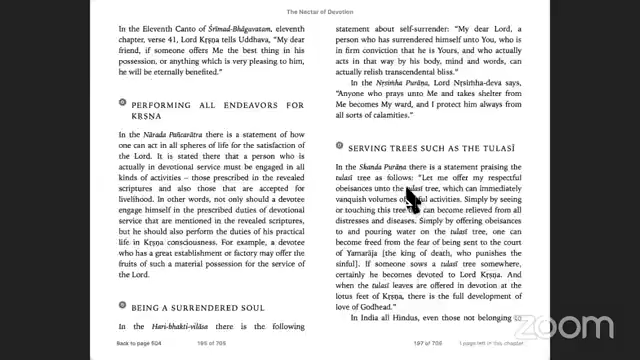 The Nectar of Devotion
In the Eleventh Canto of Śrīmad-Bhāgavatam, eleventh
chapter, verse 41, Lord Kṛṣṇa tells Uddhava, “My dear
friend, if someone offers Me the best thing in his
possession, or anything which is very pleasing to him,
he will be eternally benefited.”
PERFORMING ALL ENDEAVORS FOR
KṚṢṆA
In the Nārada Pañcarātra there is a statement of how
one can act in all spheres of life for the satisfaction
of the Lord. It is stated there that a person who is
actually in devotional service must be engaged in all
kinds of activities – those prescribed in the revealed
scriptures and also those that are accepted for
livelihood. In other words, not only should a devotee
engage himself in the prescribed duties of devotional
service that are mentioned in the revealed scriptures,
but he should also perform the duties of his practical
life in Kṛṣṇa consciousness. For example, a devotee
who has a great establishment or factory may offer the
fruits of such a material possession for the service of
the Lord.
BEING A SURRENDERED SOUL
In the Hari-bhakti-vilāsa there is the following
statement about self-surrender: “My dear Lord, a
person who has surrendered himself unto You, who is
in firm conviction that he is Yours, and who actually
acts in that way by his body, mind and words, can
actually relish transcendental bliss.”
In the Nṛsiṁha Purāṇa, Lord Nṛsiṁha-deva says,
“Anyone who prays unto Me and takes shelter from
Me becomes My ward, and I protect him always from
all sorts of calamities.”
SERVING TREES SUCH AS THE TULASĪ
In the Skanda Purāṇa there is a statement praising the
tulasī tree as follows: “Let me offer my respectful
obeisances unto the tulasī tree, which can immediately
vanquish volumes of activities. Simply by seeing
or touching this tree can become relieved from all
distresses and diseases. Simply by offering obeisances
to and pouring water on the tulasī tree, one can
become freed from the fear of being sent to the court
of Yamarāja [the king of death, who punishes the
sinful]. If someone sows a tulasī tree somewhere,
certainly he becomes devoted to Lord Kṛṣṇa. And
when the tulasī leaves are offered in devotion at the
lotus feet of Kṛṣṇa, there is the full development of
love of Godhead.”
In India all Hindus, even those not belonging to
Back to page 504
196 of 705
197 of 705
1 page left in this chapter
zoom